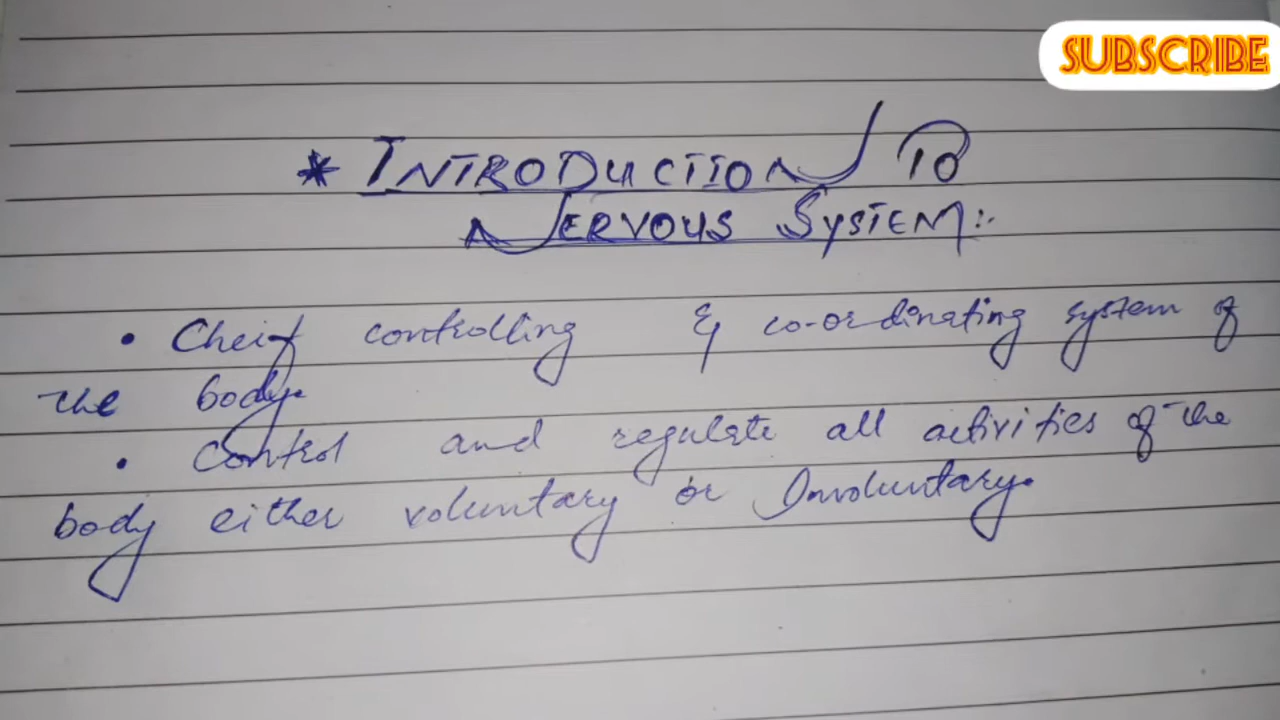 SUBSCRIBE
* INTRODUCTION TO
NERVOUS SYSTEM:-
• Cheif controlling & co-ordinating system of
the body.
• Control and regulate all activities of the
body either voluntary or Involuntary.